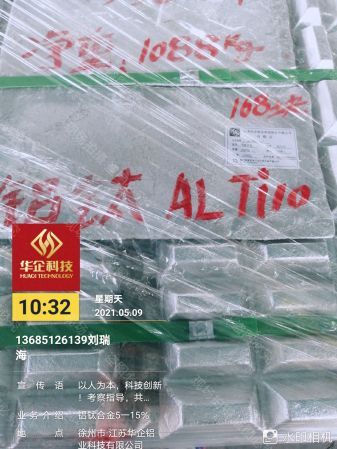 净重, 1088Kg
168块
铝钛 AL Ti10
华企科技
HUAQI TECHNOLOGY
10:32
星期天
2021.05.09
13685126139刘瑞
海
宣传语 以人为本，科技创新
！考察指导，共...
业务介绍 铝钛合金5—15%
地点 徐州市·江苏华企铝
业科技有限公司
水印相机